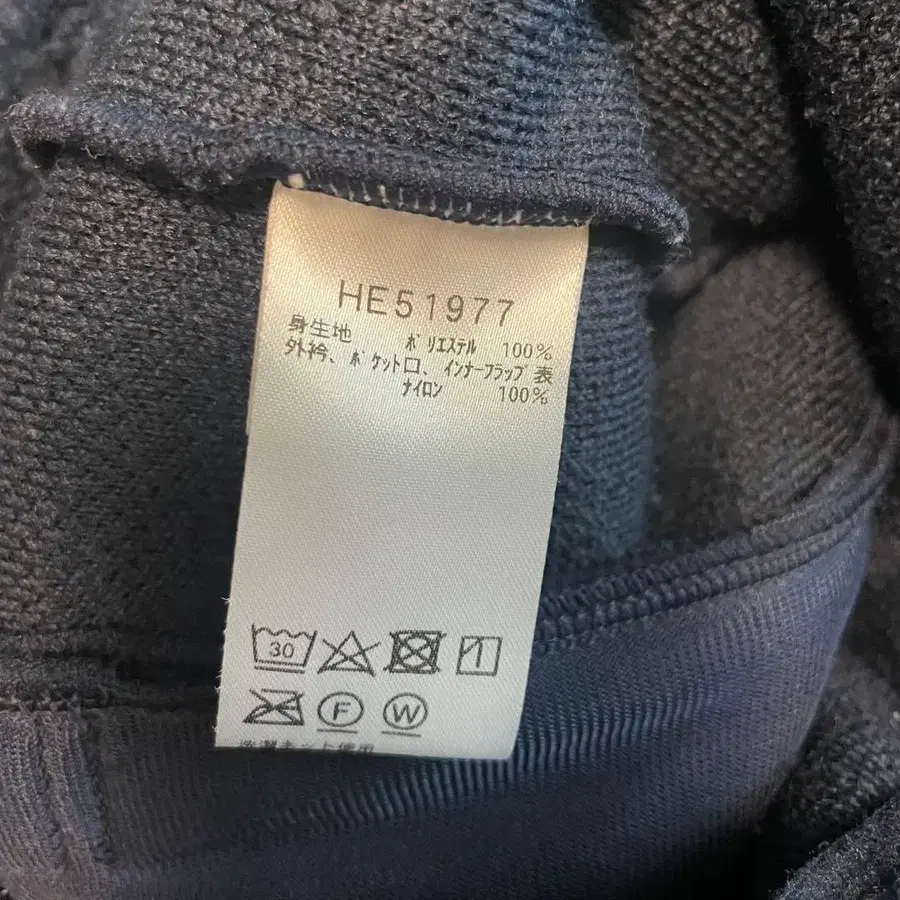 HE51977
身生地 ポリエステル 100%
外衿、ポケット口、インナーフラップ表
ナイロン 100%
30
F W